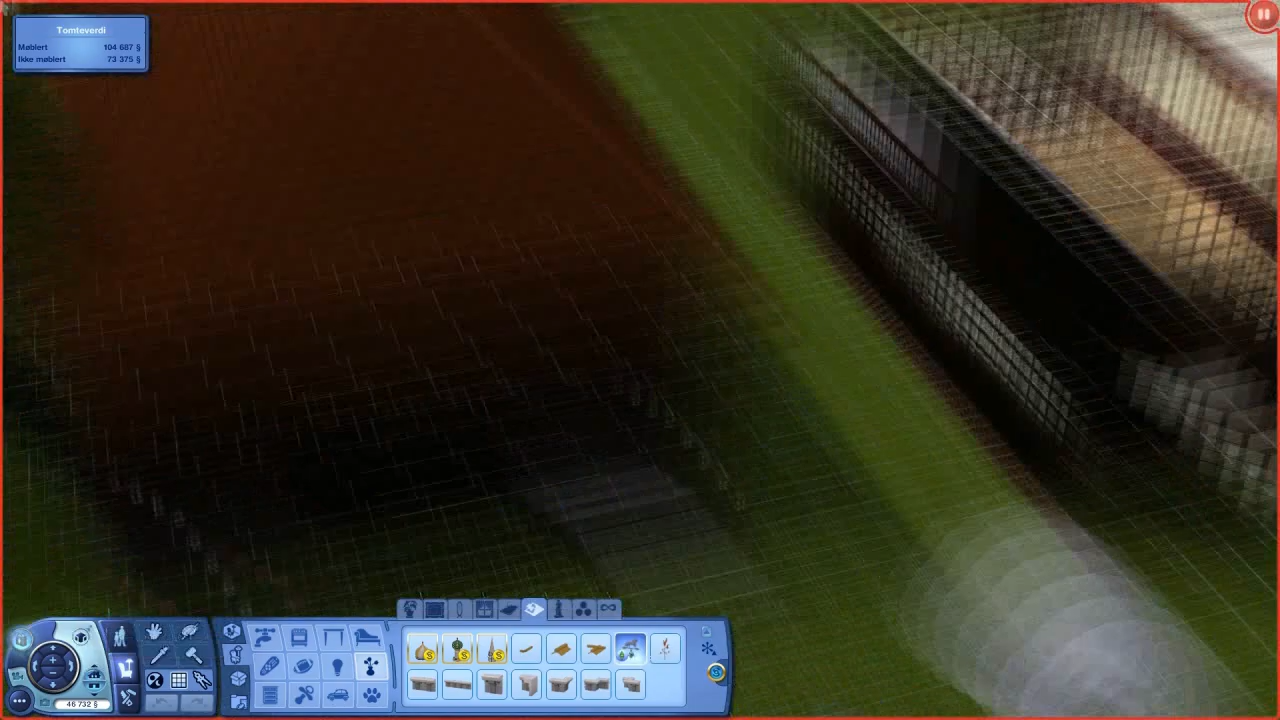 Tomteverdi
Møblert 104 687 §
Ikke møblert 73 375 §
46 732 §